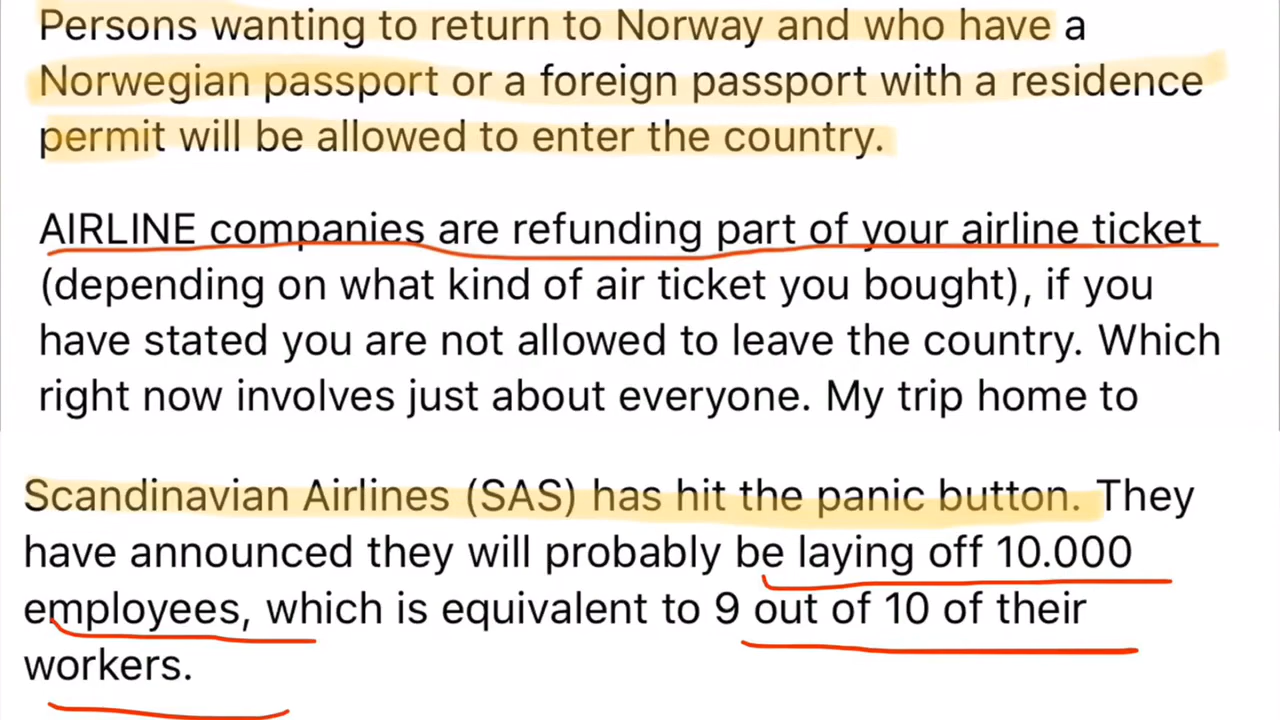 Persons wanting to return to Norway and who have a
Norwegian passport or a foreign passport with a residence
permit will be allowed to enter the country.
AIRLINE companies are refunding part of your airline ticket
(depending on what kind of air ticket you bought), if you
have stated you are not allowed to leave the country. Which
right now involves just about everyone. My trip home to
Scandinavian Airlines (SAS) has hit the panic button. They
have announced they will probably be laying off 10.000
employees, which is equivalent to 9 out of 10 of their
workers.